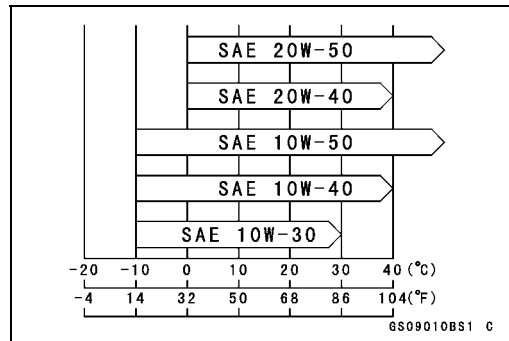 SAE 20W-50
SAE 20W-40
SAE 10W-50
SAE 10W-40
SAE 10W-30
-20 -10 0 10 20 30 40 (°C)
-4 14 32 50 68 86 104(°F)
GS09010BS1 C